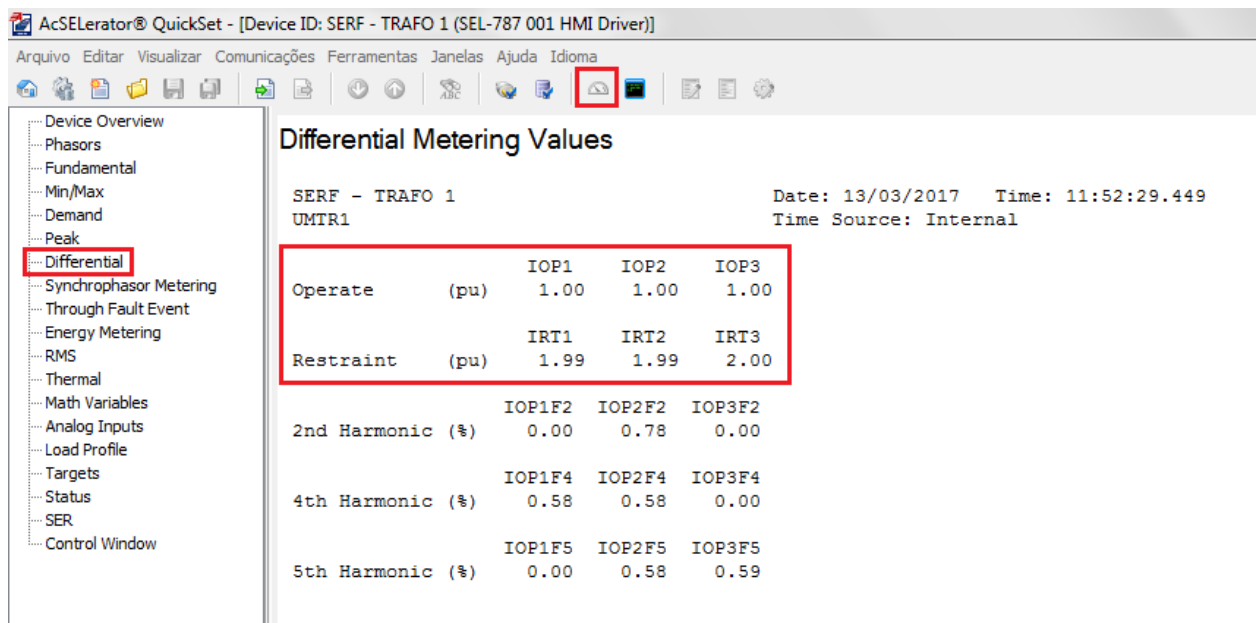 AcSELerator® QuickSet - [Device ID: SERF - TRAFO 1 (SEL-787 001 HMI Driver)]
Arquivo Editar Visualizar Comunicações Ferramentas Janelas Ajuda Idioma
ABC
Device Overview
Phasors
Fundamental
Min/Max
Demand
Peak
Differential
Synchrophasor Metering
Through Fault Event
Energy Metering
RMS
Thermal
Math Variables
Analog Inputs
Load Profile
Targets
Status
SER
Control Window
Differential Metering Values
SERF - TRAFO 1 Date: 13/03/2017 Time: 11:52:29.449
UMTR1 Time Source: Internal
IOP1 IOP2 IOP3
Operate (pu) 1.00 1.00 1.00
IRT1 IRT2 IRT3
Restraint (pu) 1.99 1.99 2.00
IOP1F2 IOP2F2 IOP3F2
2nd Harmonic (%) 0.00 0.78 0.00
IOP1F4 IOP2F4 IOP3F4
4th Harmonic (%) 0.58 0.58 0.00
IOP1F5 IOP2F5 IOP3F5
5th Harmonic (%) 0.00 0.58 0.59